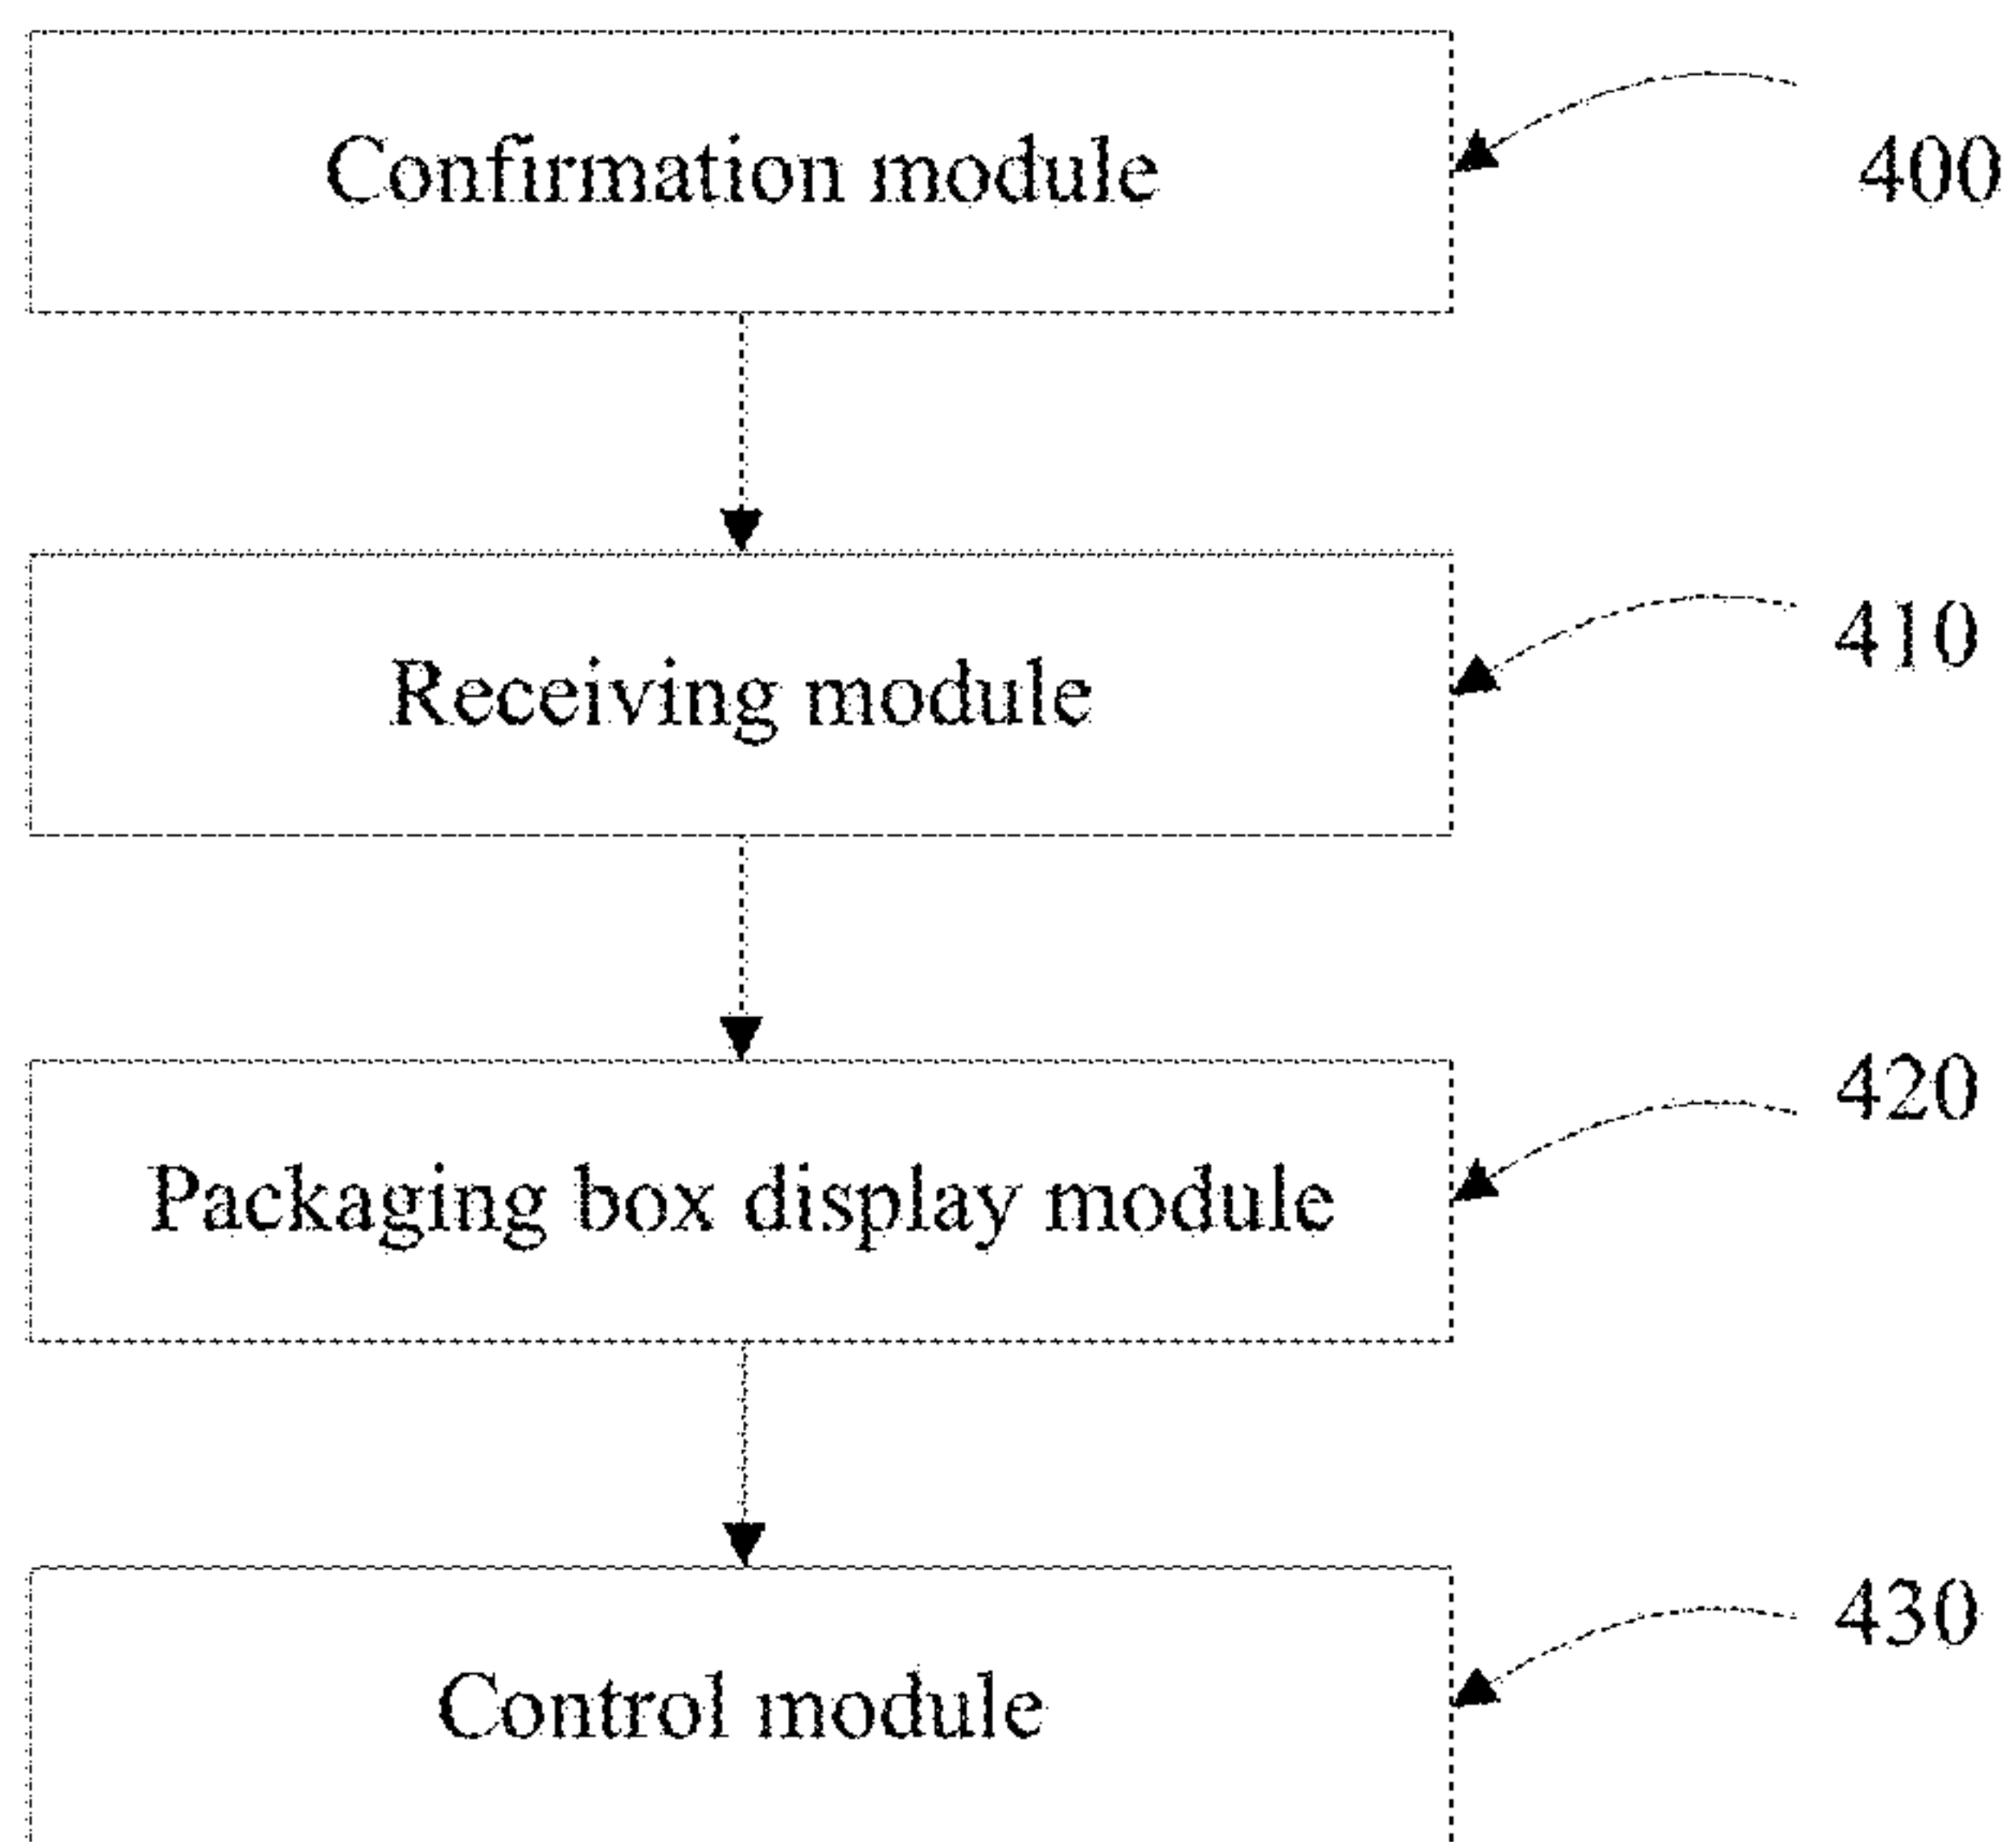 Confirmation module
400
Receiving module
410
420
Packaging box display module
430
Control module